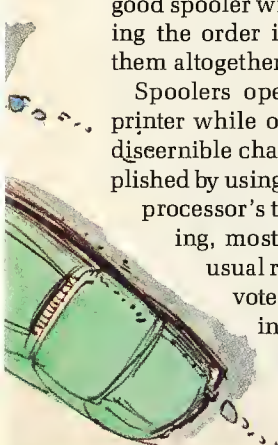 good spooler wi
ing the order i
them altogether
Spoolers ope
printer while o
discernible cha
plished by using
processor's t
ing, most
usual r
vote
in